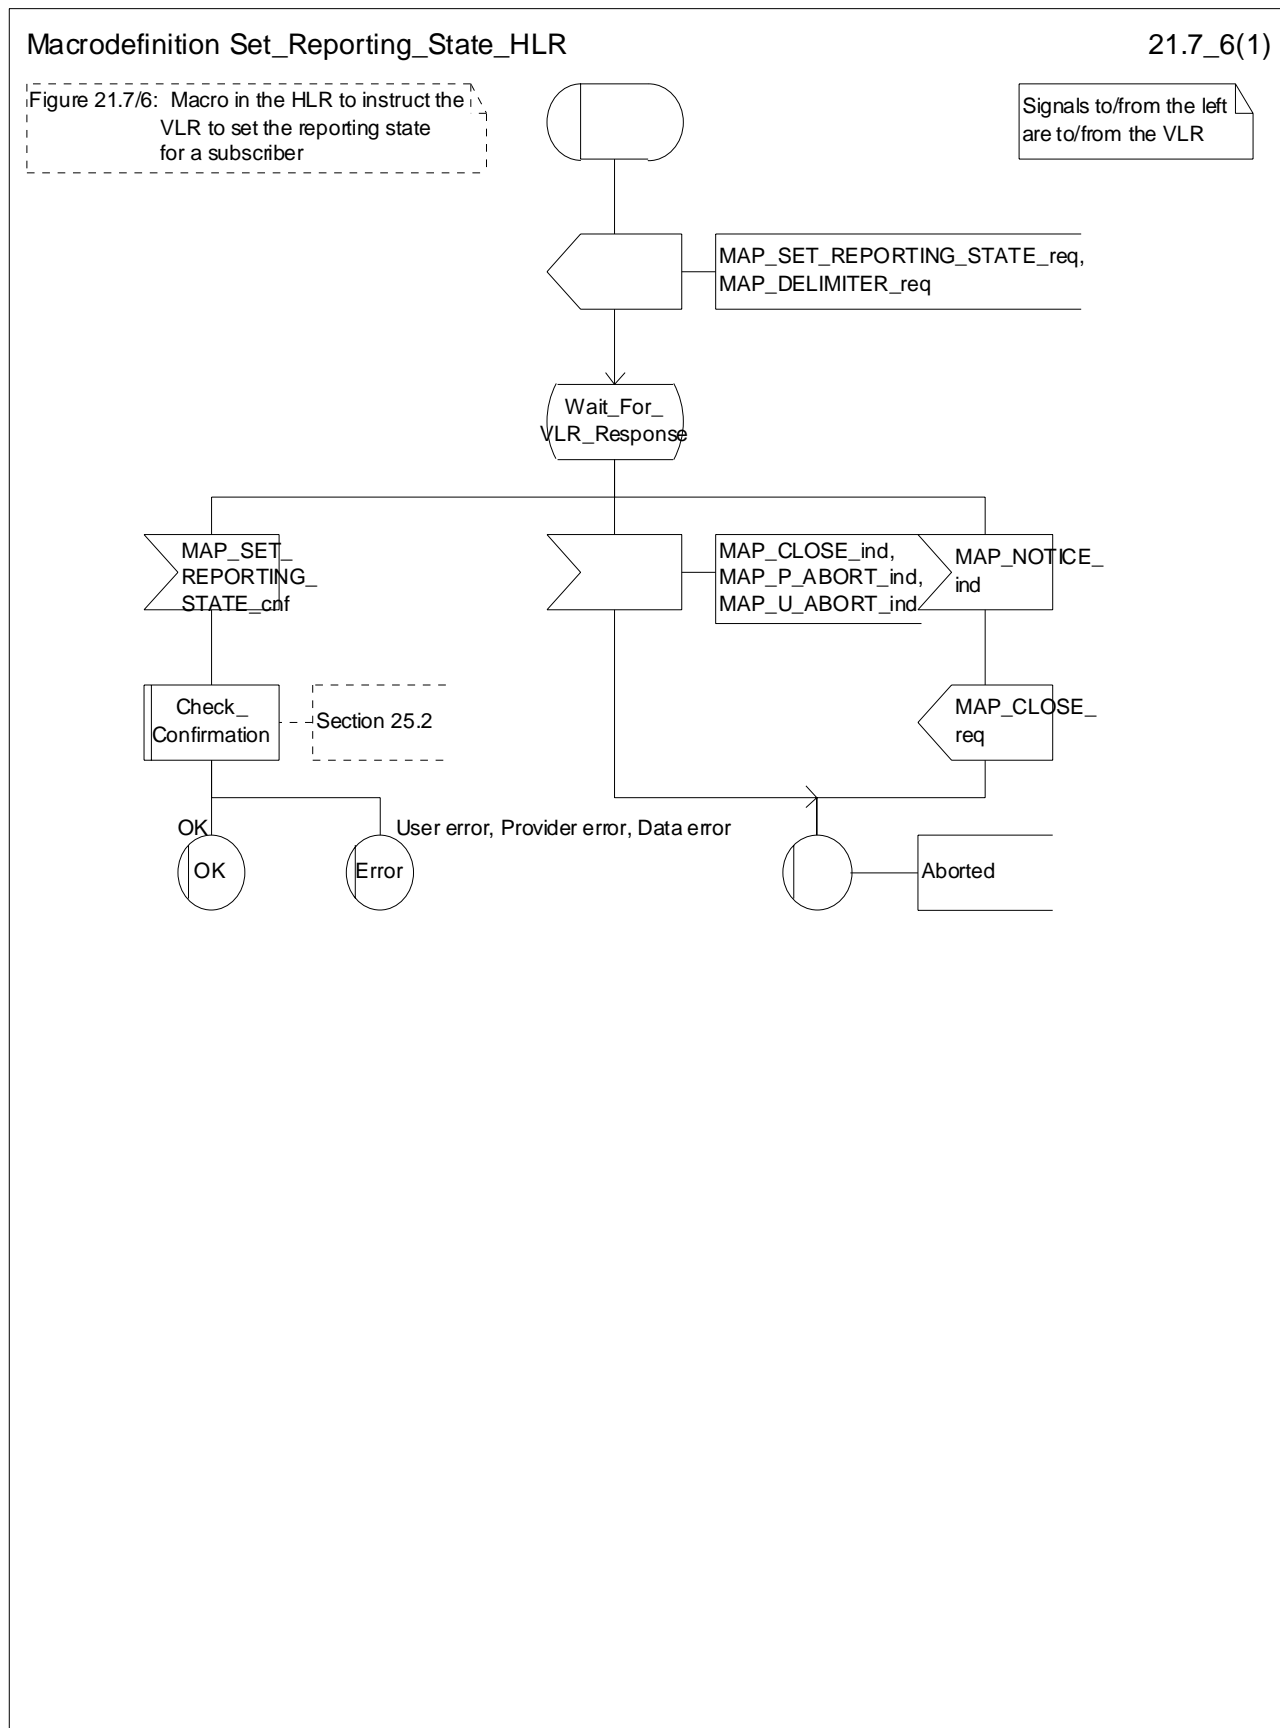 Macrodefinition Set_Reporting_State_HLR
21.7_6(1)
Figure 21.7/6: Macro in the HLR to instruct the
VLR to set the reporting state
for a subscriber
Signals to/from the left
are to/from the VLR
MAP_SET_REPORTING_STATE_req,
MAP_DELIMITER_req
Wait_For_
VLR_Response
MAP_SET_
REPORTING_
STATE_cnf
MAP_CLOSE_ind,
MAP_P_ABORT_ind,
MAP_U_ABORT_ind
MAP_NOTICE_
ind
Check_
Confirmation
Section 25.2
MAP_CLOSE_
req
OK
User error, Provider error, Data error
OK
Error
Aborted